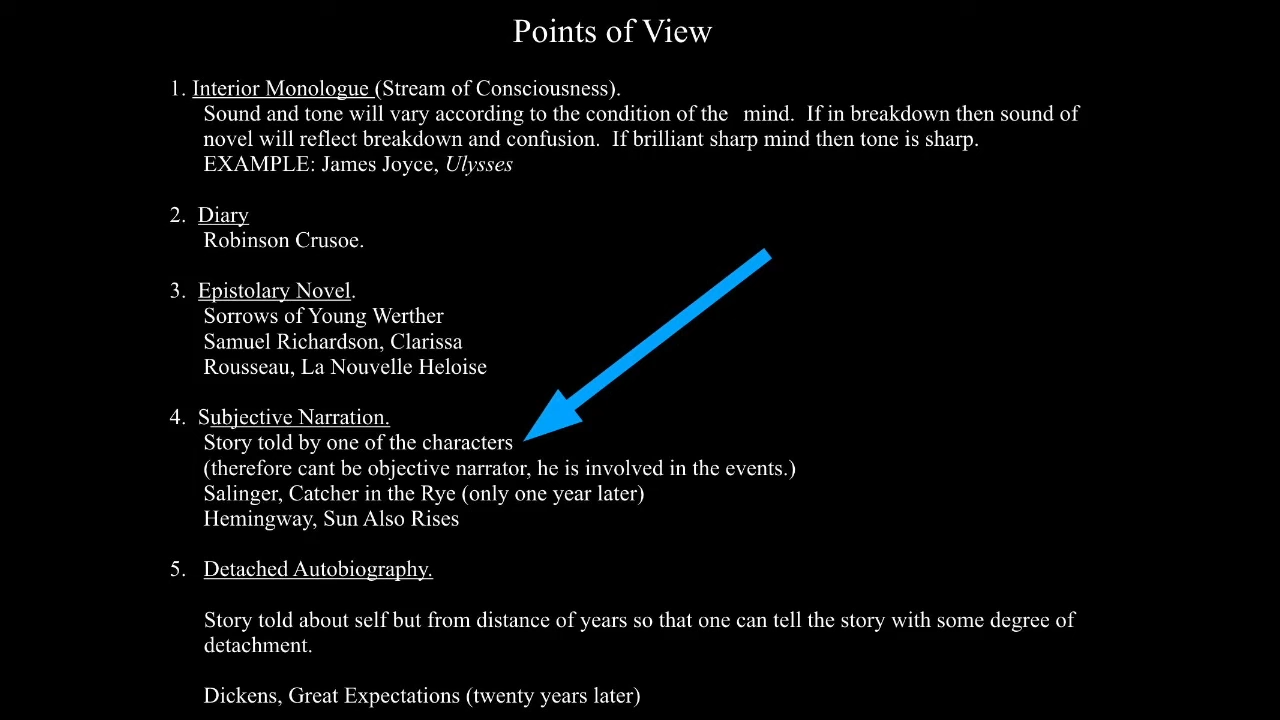 Points of View
1. Interior Monologue (Stream of Consciousness).
Sound and tone will vary according to the condition of the mind. If in breakdown then sound of
novel will reflect breakdown and confusion. If brilliant sharp mind then tone is sharp.
EXAMPLE: James Joyce, Ulysses
2. Diary
Robinson Crusoe.
3. Epistolary Novel.
Sorrows of Young Werther
Samuel Richardson, Clarissa
Rousseau, La Nouvelle Heloise
4. Subjective Narration.
Story told by one of the characters
(therefore cant be objective narrator, he is involved in the events.)
Salinger, Catcher in the Rye (only one year later)
Hemingway, Sun Also Rises
5. Detached Autobiography.
Story told about self but from distance of years so that one can tell the story with some degree of
detachment.
Dickens, Great Expectations (twenty years later)